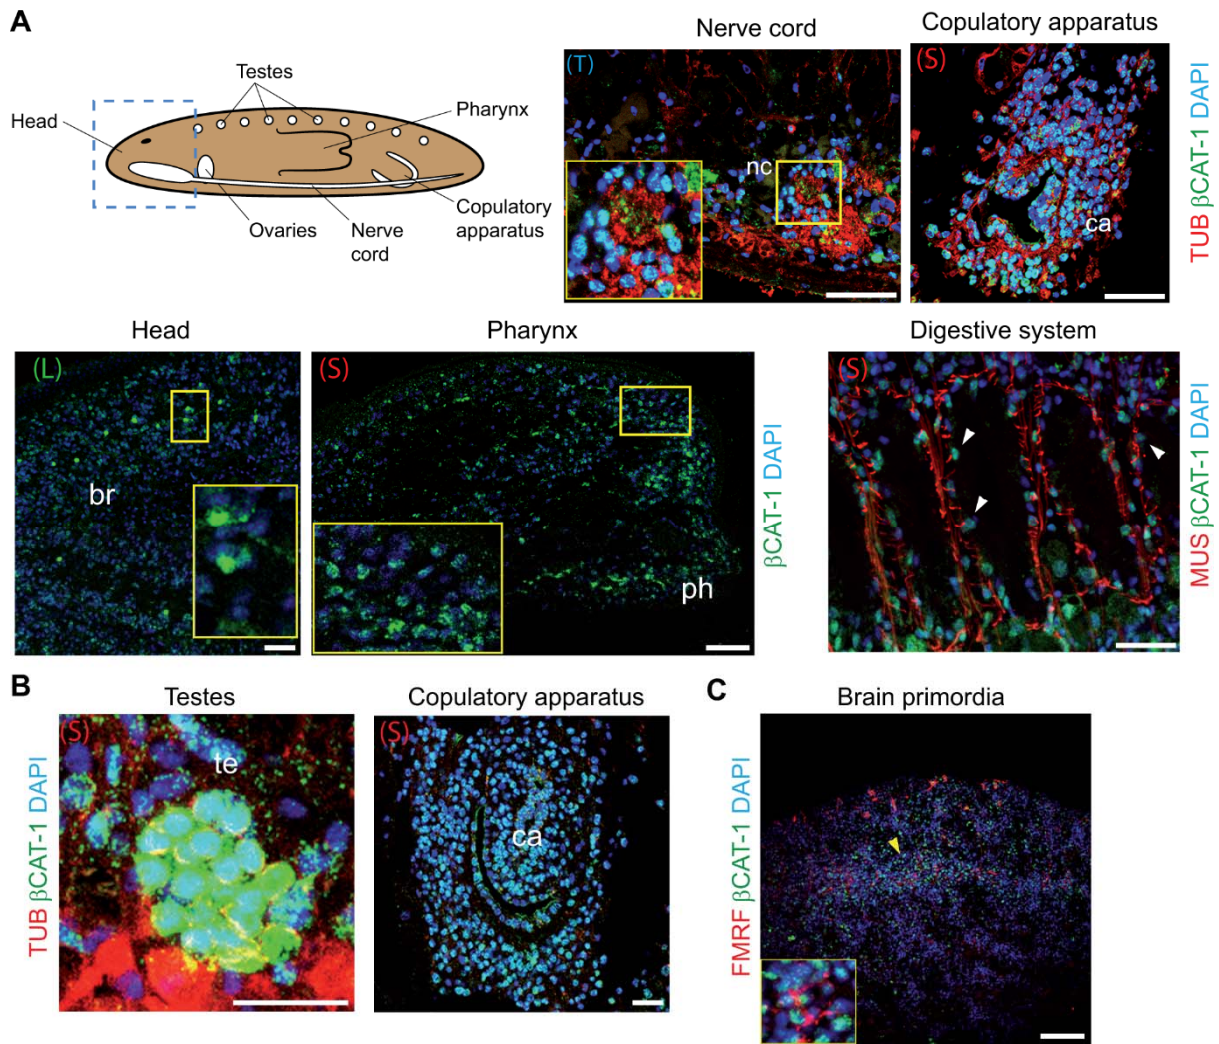 A
Testes
Head
Pharynx
Ovaries
Nerve
cord
Copulatory
apparatus
Nerve cord
(T)
nc
Copulatory apparatus
(S)
ca
TUB βCAT-1 DAPI
Head
(L)
br
Pharynx
(S)
ph
βCAT-1 DAPI
Digestive system
(S)
MUS βCAT-1 DAPI
B
Testes
(S)
te
TUB βCAT-1 DAPI
Copulatory apparatus
(S)
ca
C
Brain primordia
FMRF βCAT-1 DAPI